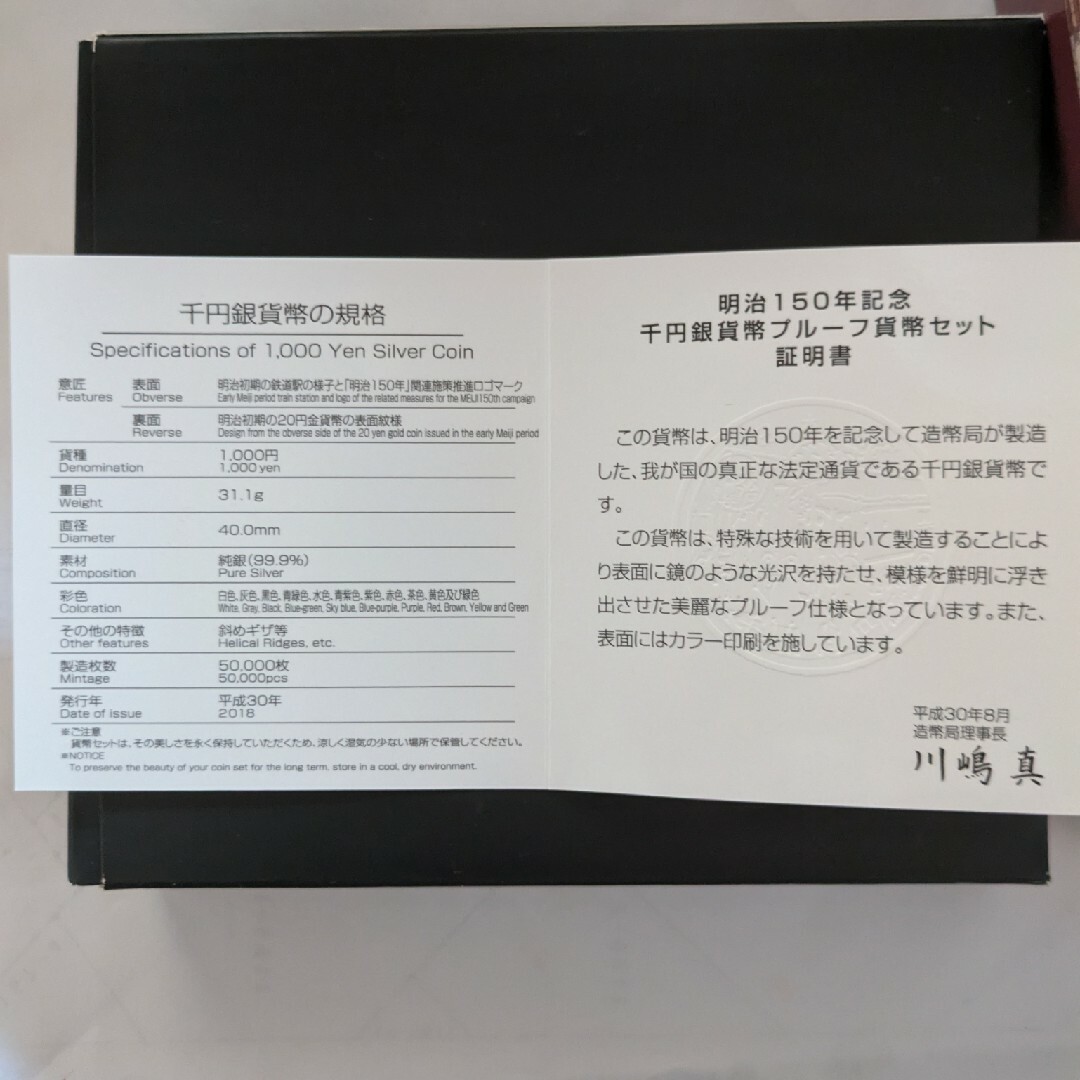 千円銀貨幣の規格
Specifications of 1,000 Yen Silver Coin
意匠 表面 明治初期の鉄道駅の様子と「明治150年」関連施策推進ロゴマーク
Features Obverse Early Meiji period train station and logo of the related measures for the MEIJI150th campaign
裏面 明治初期の20円金貨幣の表面紋様
Reverse Design from the obverse side of the 20 yen gold coin issued in the early Meiji period
貨種 1,000円
Denomination 1,000 yen
量目 31.1g
Weight
直径 40.0mm
Diameter
素材 純銀(99.9%)
Composition Pure Silver
彩色 白色、灰色、黒色、青緑色、水色、青紫色、紫色、赤色、茶色、黄色及び緑色
Coloration White, Gray, Black, Blue-green, Sky blue, Blue-purple, Purple, Red, Brown, Yellow and Green
その他の特徴 斜めギザ等
Other features Helical Ridges, etc.
製造枚数 50,000枚
Mintage 50,000pcs
発行年 平成30年
Date of issue 2018
※ご注意
貨幣セットは、その美しさを永く保持していただくため、涼しく湿気の少ない場所で保管してください。
※NOTICE
To preserve the beauty of your coin set for the long term, store in a cool, dry environment.
明治150年記念
千円銀貨幣プルーフ貨幣セット
証明書
この貨幣は、明治150年を記念して造幣局が製造
した、我が国の真正な法定通貨である千円銀貨幣で
す。
この貨幣は、特殊な技術を用いて製造することによ
り表面に鏡のような光沢を持たせ、模様を鮮明に浮き
出させた美麗なプルーフ仕様となっています。また、
表面にはカラー印刷を施しています。
平成30年8月
造幣局理事長
川嶋 真